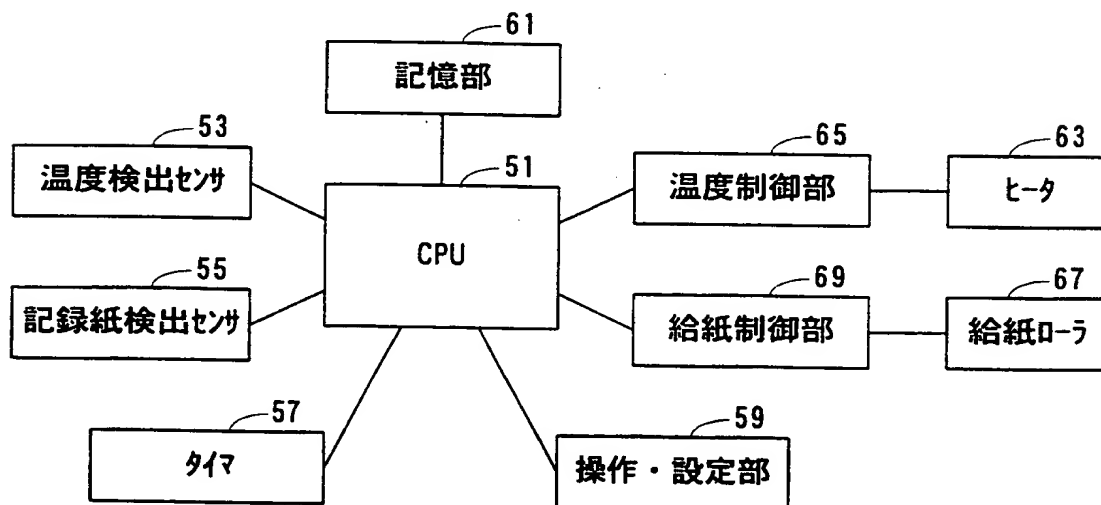 61
記憶部
53
温度検出ｾﾝｻ
51
CPU
65
温度制御部
63
ﾋｰﾀ
55
記録紙検出ｾﾝｻ
69
給紙制御部
67
給紙ﾛｰﾗ
57
ﾀｲﾏ
59
操作・設定部